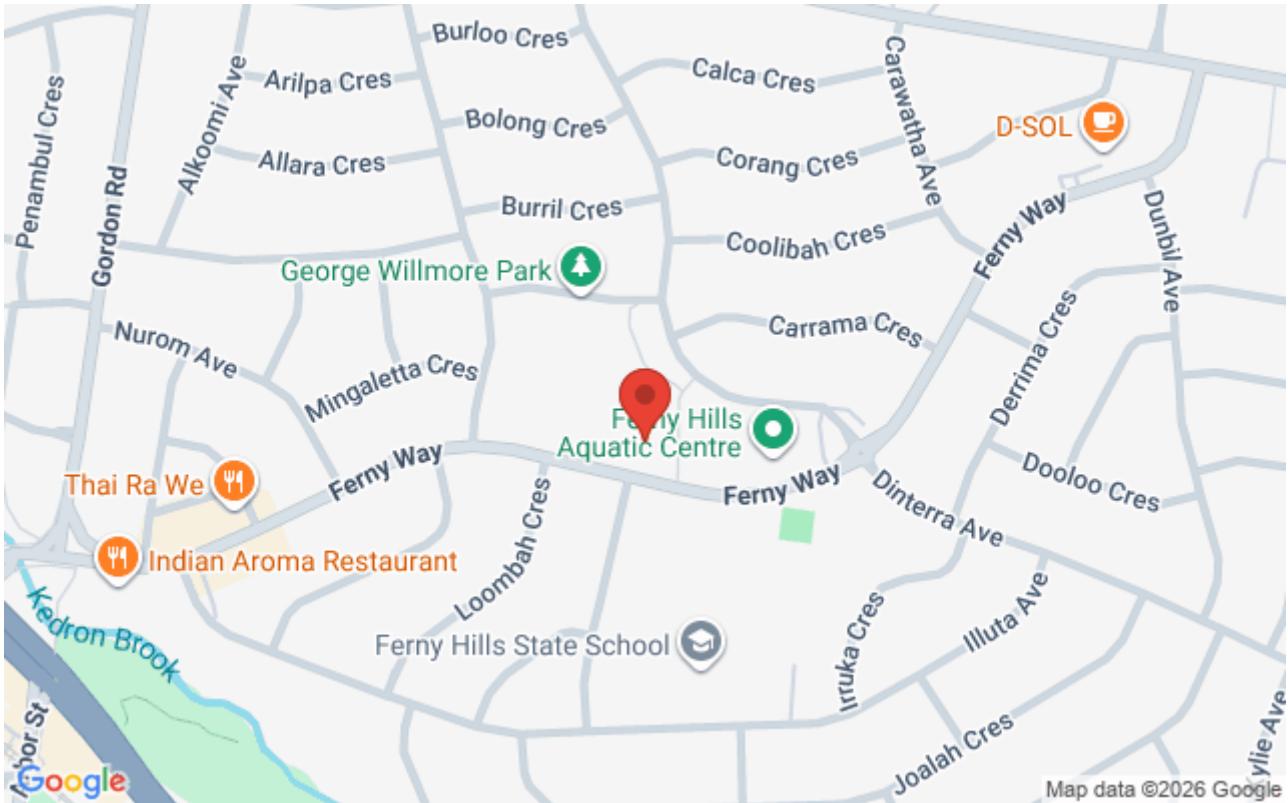 Burloo Cres
Calca Cres
Carawatha Ave
Penambul Cres
Alkoomi Ave
Arilpa Cres
Bolong Cres
D-SOL
Allara Cres
Corang Cres
Burril Cres
Gordon Rd
Coolibah Cres
Ferny Way
Dunbil Ave
George Willmore Park
Nurom Ave
Carrama Cres
Derrima Cres
Mingaletta Cres
Ferny Hills
Aquatic Centre
Thai Ra We
Ferny Way
Ferny Way
Dooloo Cres
Dinterra Ave
Indian Aroma Restaurant
Loombah Cres
Kedron Brook
Ferny Hills State School
Irruka Cres
Illuta Ave
St
Joalah Cres
Kylie Ave
Google
Map data ©2026 Google